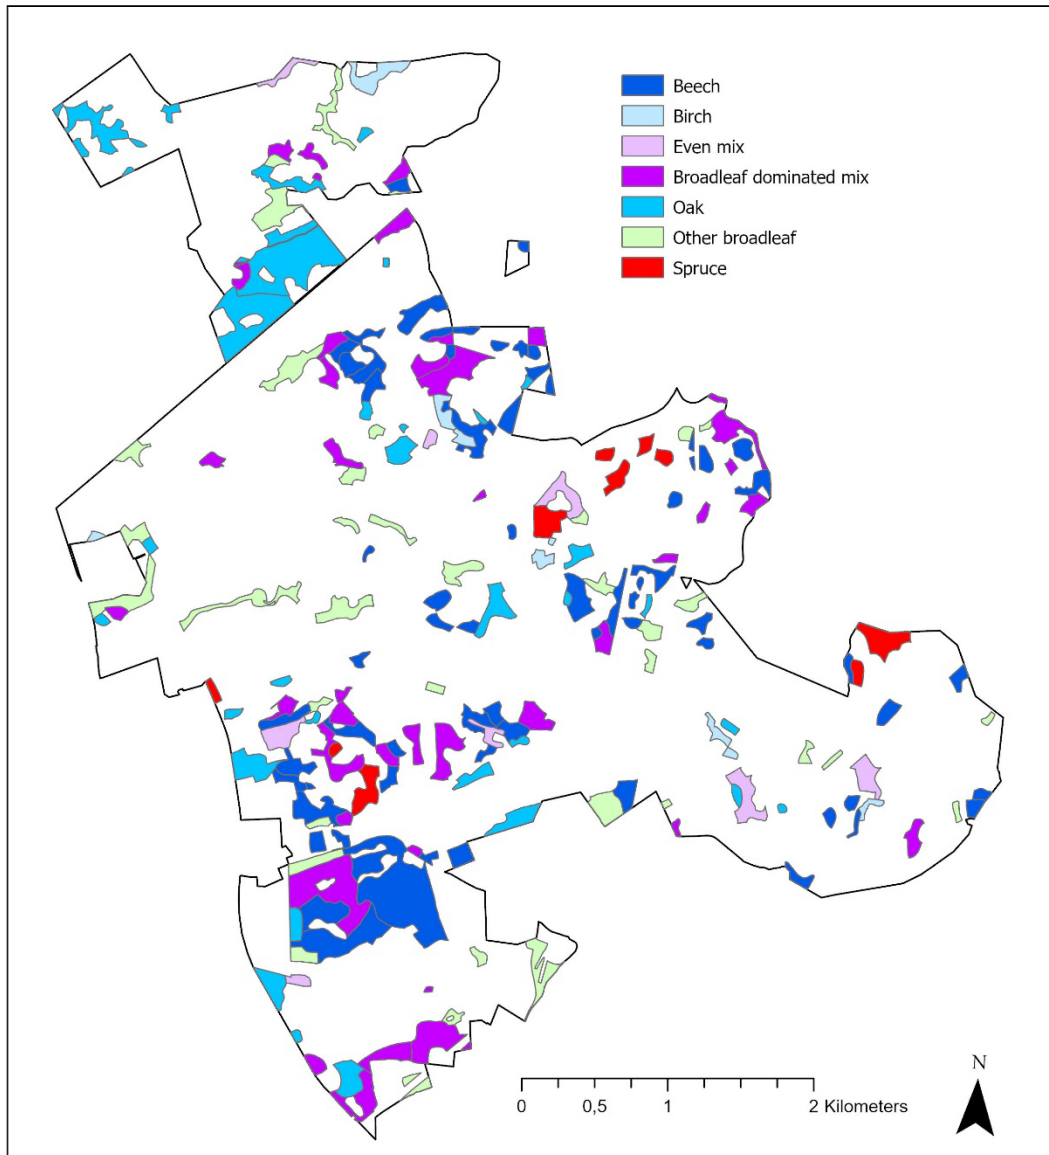 Beech
Birch
Even mix
Broadleaf dominated mix
Oak
Other broadleaf
Spruce
N
0 0,5 1 2 Kilometers